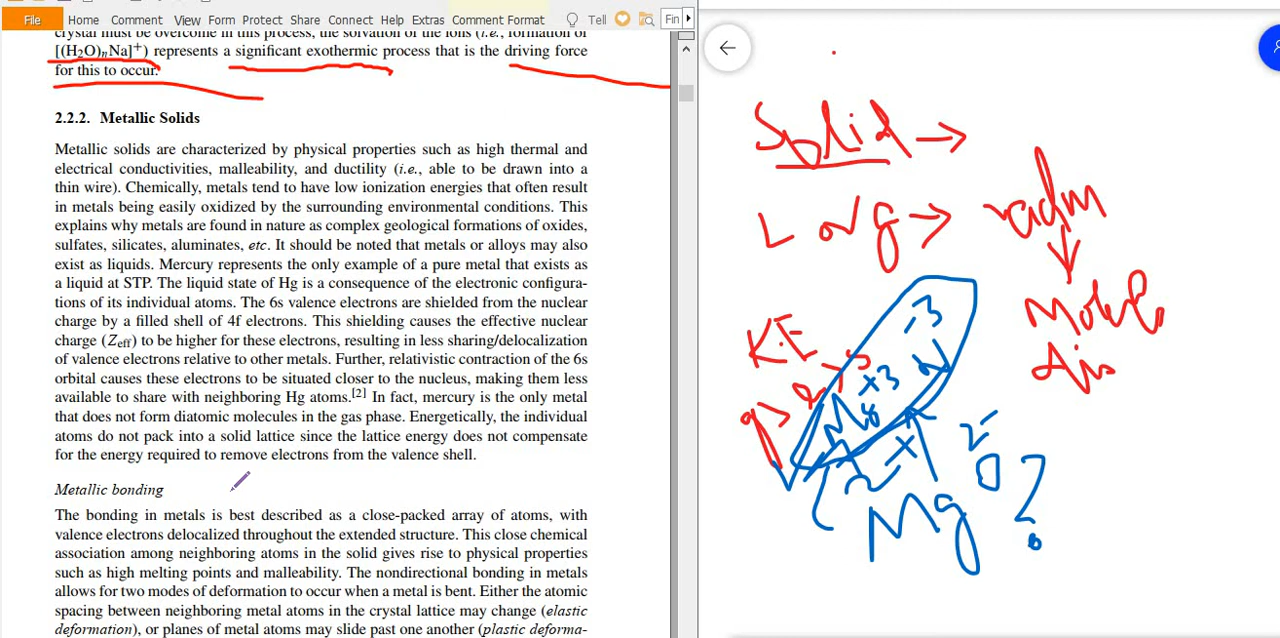 File Home Comment View Form Protect Share Connect Help Extras Comment Format Tell Fin
crystal must be overcome in this process, the solvation of the ions (i.e., formation of
[(H₂O)ₙNa]⁺) represents a significant exothermic process that is the driving force
for this to occur.
2.2.2. Metallic Solids
Metallic solids are characterized by physical properties such as high thermal and
electrical conductivities, malleability, and ductility (i.e., able to be drawn into a
thin wire). Chemically, metals tend to have low ionization energies that often result
in metals being easily oxidized by the surrounding environmental conditions. This
explains why metals are found in nature as complex geological formations of oxides,
sulfates, silicates, aluminates, etc. It should be noted that metals or alloys may also
exist as liquids. Mercury represents the only example of a pure metal that exists as
a liquid at STP. The liquid state of Hg is a consequence of the electronic configura-
tions of its individual atoms. The 6s valence electrons are shielded from the nuclear
charge by a filled shell of 4f electrons. This shielding causes the effective nuclear
charge (Zeff) to be higher for these electrons, resulting in less sharing/delocalization
of valence electrons relative to other metals. Further, relativistic contraction of the 6s
orbital causes these electrons to be situated closer to the nucleus, making them less
available to share with neighboring Hg atoms.[2] In fact, mercury is the only metal
that does not form diatomic molecules in the gas phase. Energetically, the individual
atoms do not pack into a solid lattice since the lattice energy does not compensate
for the energy required to remove electrons from the valence shell.
Metallic bonding
The bonding in metals is best described as a close-packed array of atoms, with
valence electrons delocalized throughout the extended structure. This close chemical
association among neighboring atoms in the solid gives rise to physical properties
such as high melting points and malleability. The nondirectional bonding in metals
allows for two modes of deformation to occur when a metal is bent. Either the atomic
spacing between neighboring metal atoms in the crystal lattice may change (elastic
deformation), or planes of metal atoms may slide past one another (plastic deforma-
Solid →
K.E
-3
+3
Mg